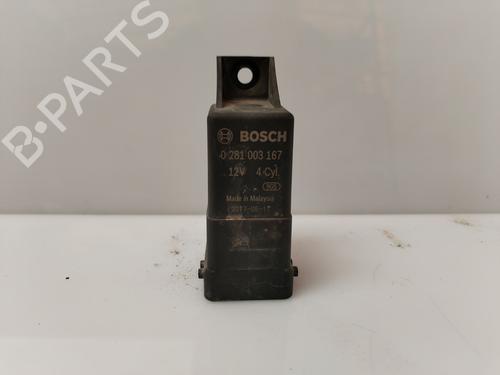 B-PARTS
BOSCH
0 281 003 167
12V 4 Cyl.
Made in Malaysia